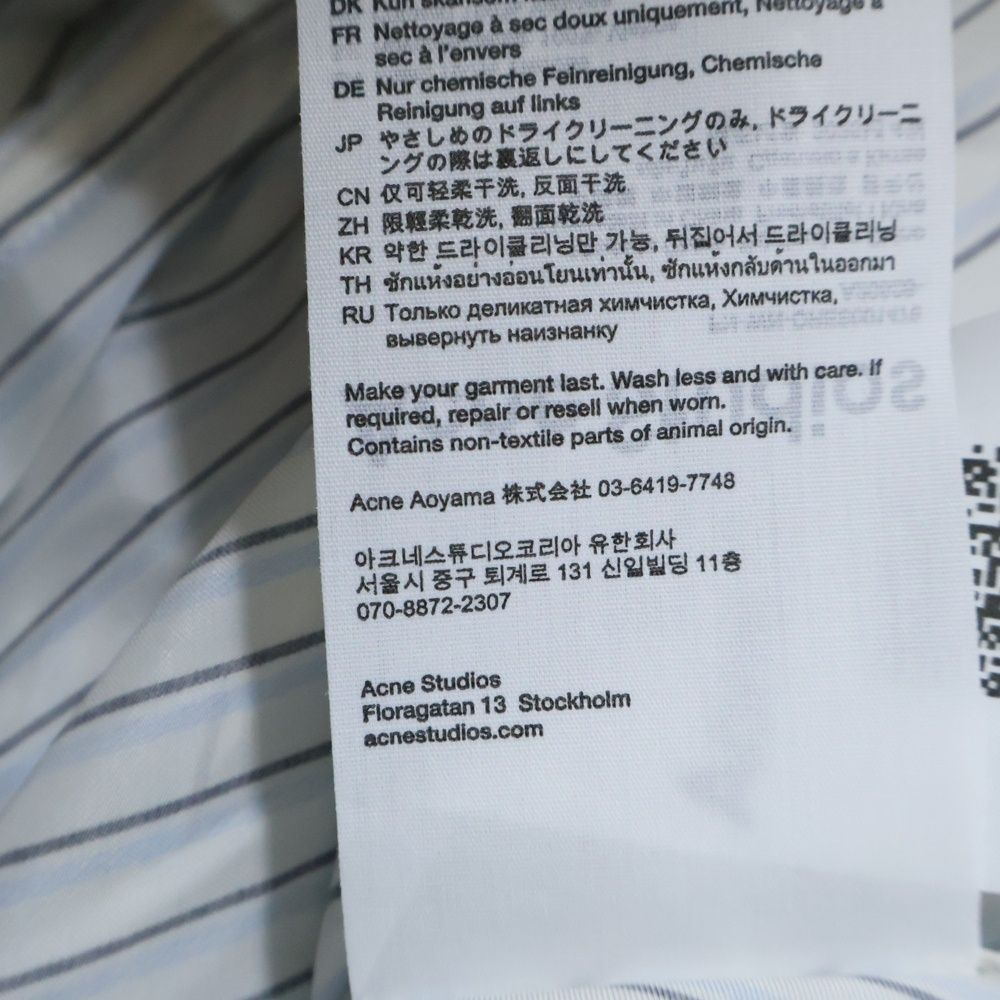 DK Kun skånsom
FR Nettoyage à sec doux uniquement, Nettoyage à
sec à l'envers
DE Nur chemische Feinreinigung, Chemische
Reinigung auf links
JP やさしめのドライクリーニングのみ, ドライクリーニ
ングの際は裏返しにしてください
CN 仅可轻柔干洗, 反面干洗
ZH 限輕柔乾洗, 翻面乾洗
KR 약한 드라이클리닝만 가능, 뒤집어서 드라이클리닝
TH ซักแห้งอย่างอ่อนโยนเท่านั้น, ซักแห้งกลับด้านในออกมา
RU Только деликатная химчистка, Химчистка,
вывернуть наизнанку
Make your garment last. Wash less and with care. If
required, repair or resell when worn.
Contains non-textile parts of animal origin.
Acne Aoyama 株式会社 03-6419-7748
아크네스튜디오코리아 유한회사
서울시 중구 퇴계로 131 신일빌딩 11층
070-8872-2307
Acne Studios
Floragatan 13 Stockholm
acnestudios.com